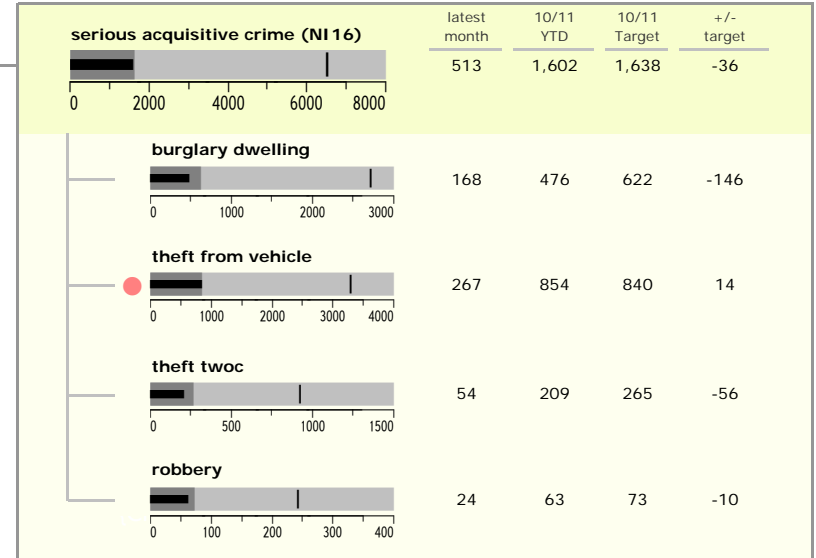 latest 10/11 10/11 +/-
serious acquisitive crime (NI16) month YTD Target target
513 1,602 1,638 -36
0 2000 4000 6000 8000
burglary dwelling
168 476 622 -146
0 1000 2000 3000
theft from vehicle
267 854 840 14
0 1000 2000 3000 4000
theft twoc
54 209 265 -56
0 500 1000 1500
robbery
24 63 73 -10
0 100 200 300 400